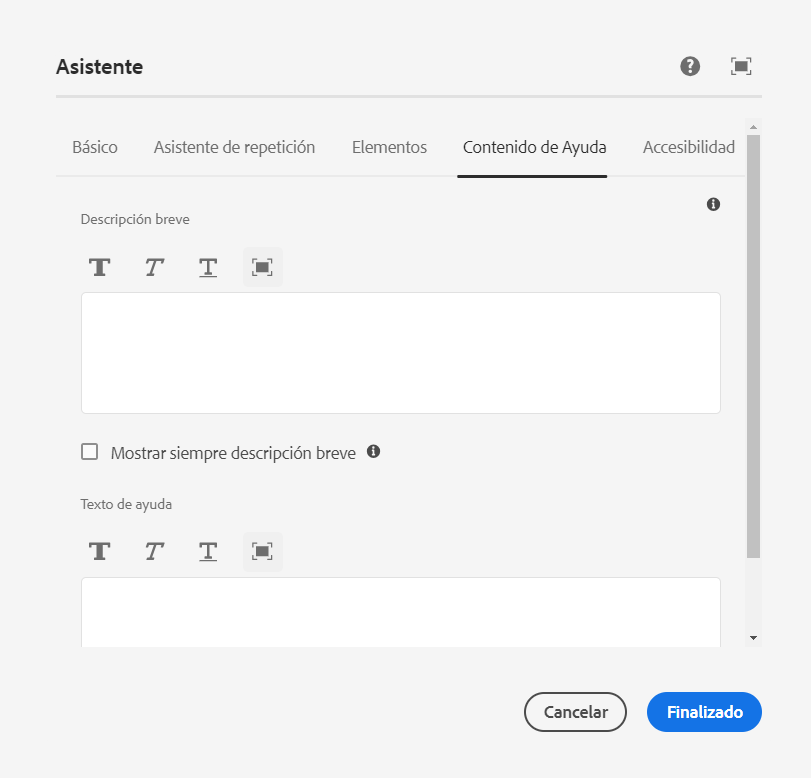 Asistente
Básico Asistente de repetición Elementos Contenido de Ayuda Accesibilidad
Descripción breve
T T T
Mostrar siempre descripción breve
Texto de ayuda
T T T
Cancelar Finalizado